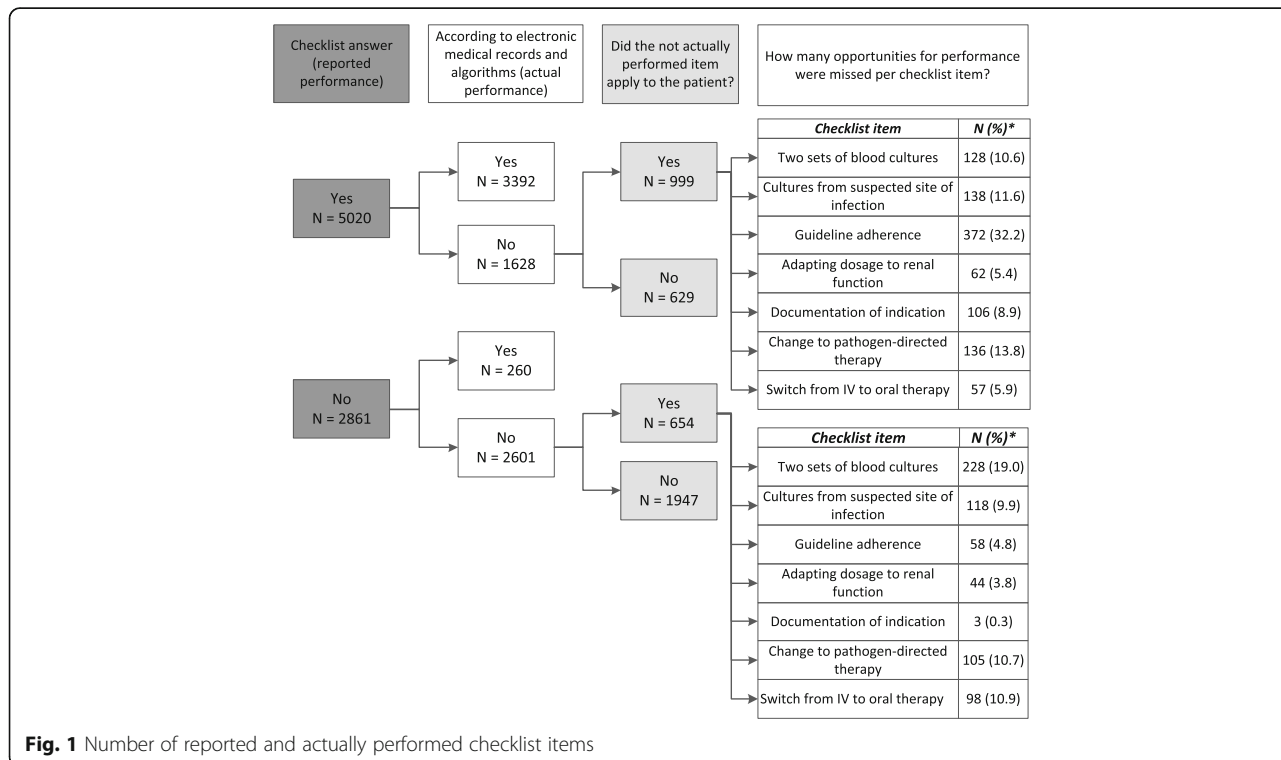 Checklist answer
(reported
performance)
According to electronic
medical records and
algorithms (actual
performance)
Did the not actually
performed item
apply to the patient?
How many opportunities for performance
were missed per checklist item?
Yes
N = 5020
Yes
N = 3392
No
N = 1628
Yes
N = 999
No
N = 629
Checklist item N (%)*
Two sets of blood cultures 128 (10.6)
Cultures from suspected site of
infection 138 (11.6)
Guideline adherence 372 (32.2)
Adapting dosage to renal
function 62 (5.4)
Documentation of indication 106 (8.9)
Change to pathogen-directed
therapy 136 (13.8)
Switch from IV to oral therapy 57 (5.9)
No
N = 2861
Yes
N = 260
No
N = 2601
Yes
N = 654
No
N = 1947
Checklist item N (%)*
Two sets of blood cultures 228 (19.0)
Cultures from suspected site of
infection 118 (9.9)
Guideline adherence 58 (4.8)
Adapting dosage to renal
function 44 (3.8)
Documentation of indication 3 (0.3)
Change to pathogen-directed
therapy 105 (10.7)
Switch from IV to oral therapy 98 (10.9)
Fig. 1 Number of reported and actually performed checklist items